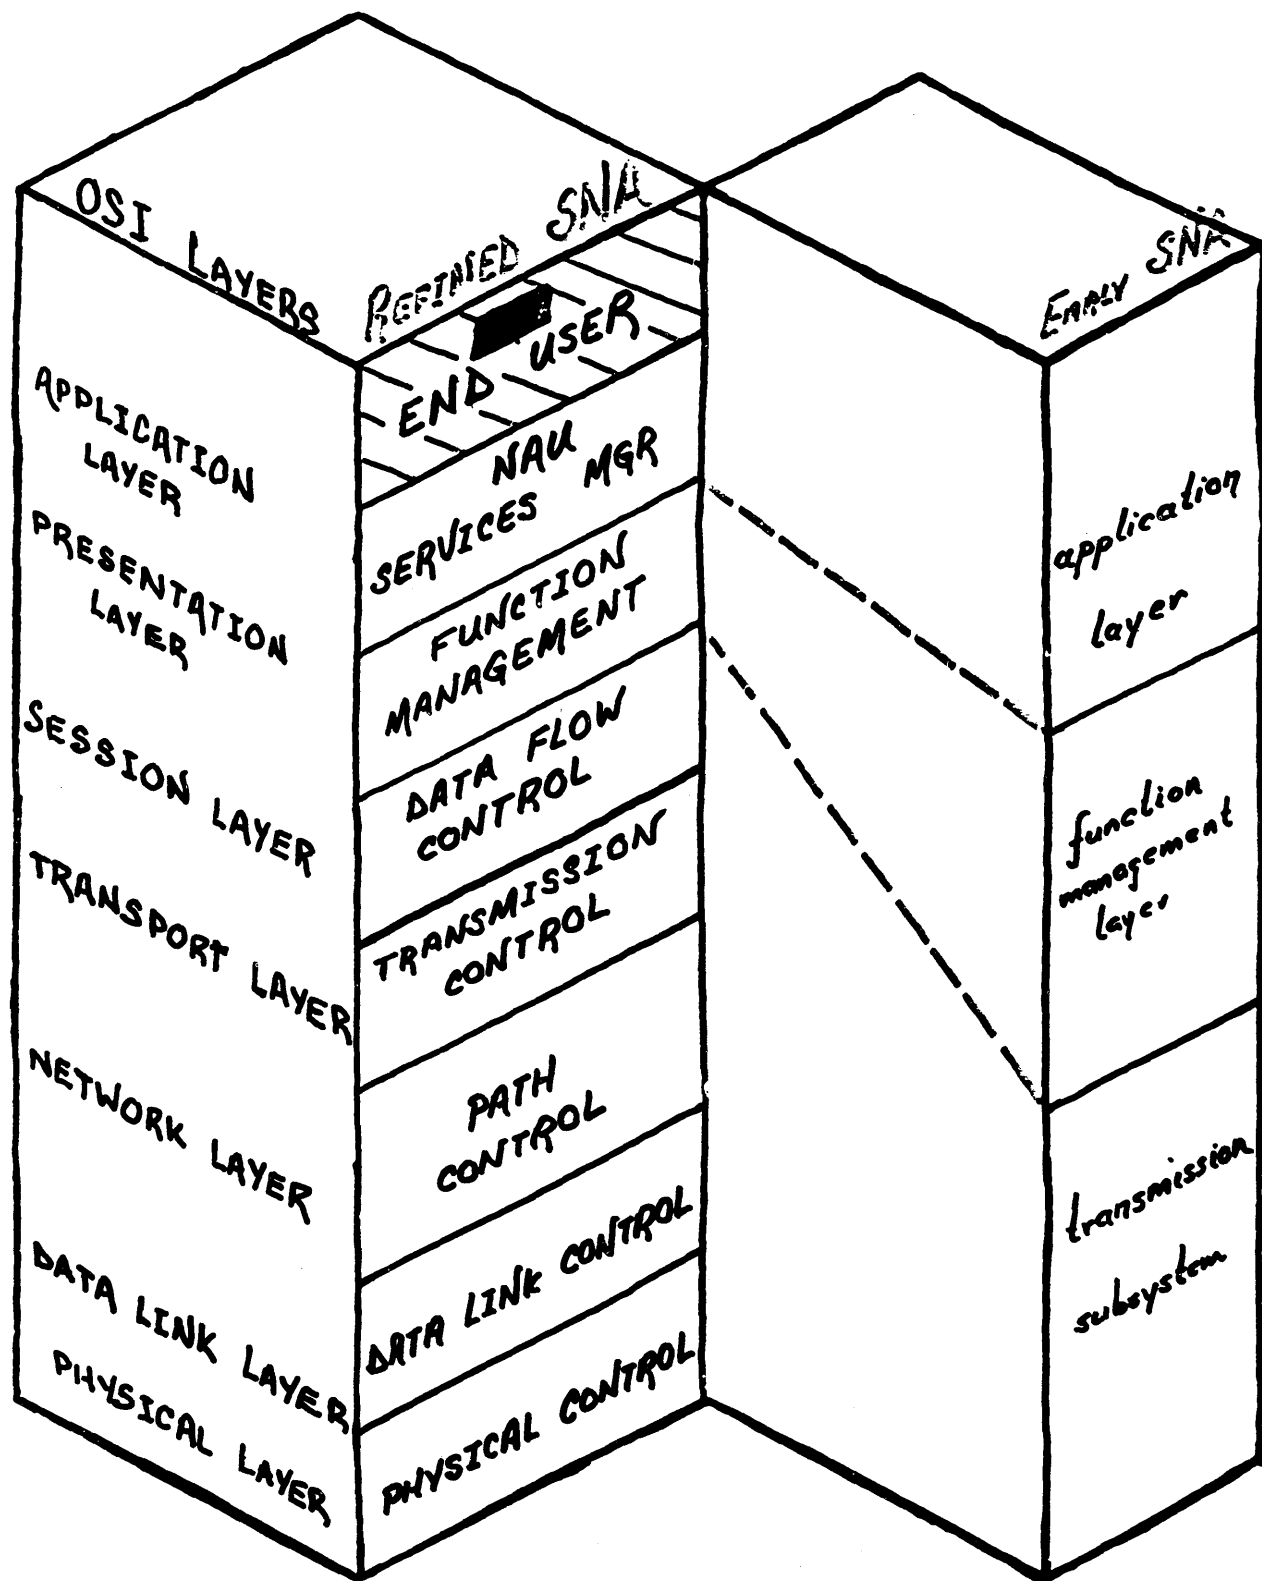 OSI LAYERS
APPLICATION
LAYER
PRESENTATION
LAYER
SESSION LAYER
TRANSPORT LAYER
NETWORK LAYER
DATA LINK LAYER
PHYSICAL LAYER
REFINED SNA
END USER
NAU
SERVICES MGR
FUNCTION
MANAGEMENT
DATA FLOW
CONTROL
TRANSMISSION
CONTROL
PATH
CONTROL
DATA LINK CONTROL
PHYSICAL CONTROL
EARLY SNA
application
layer
function
management
layer
transmission
subsystem